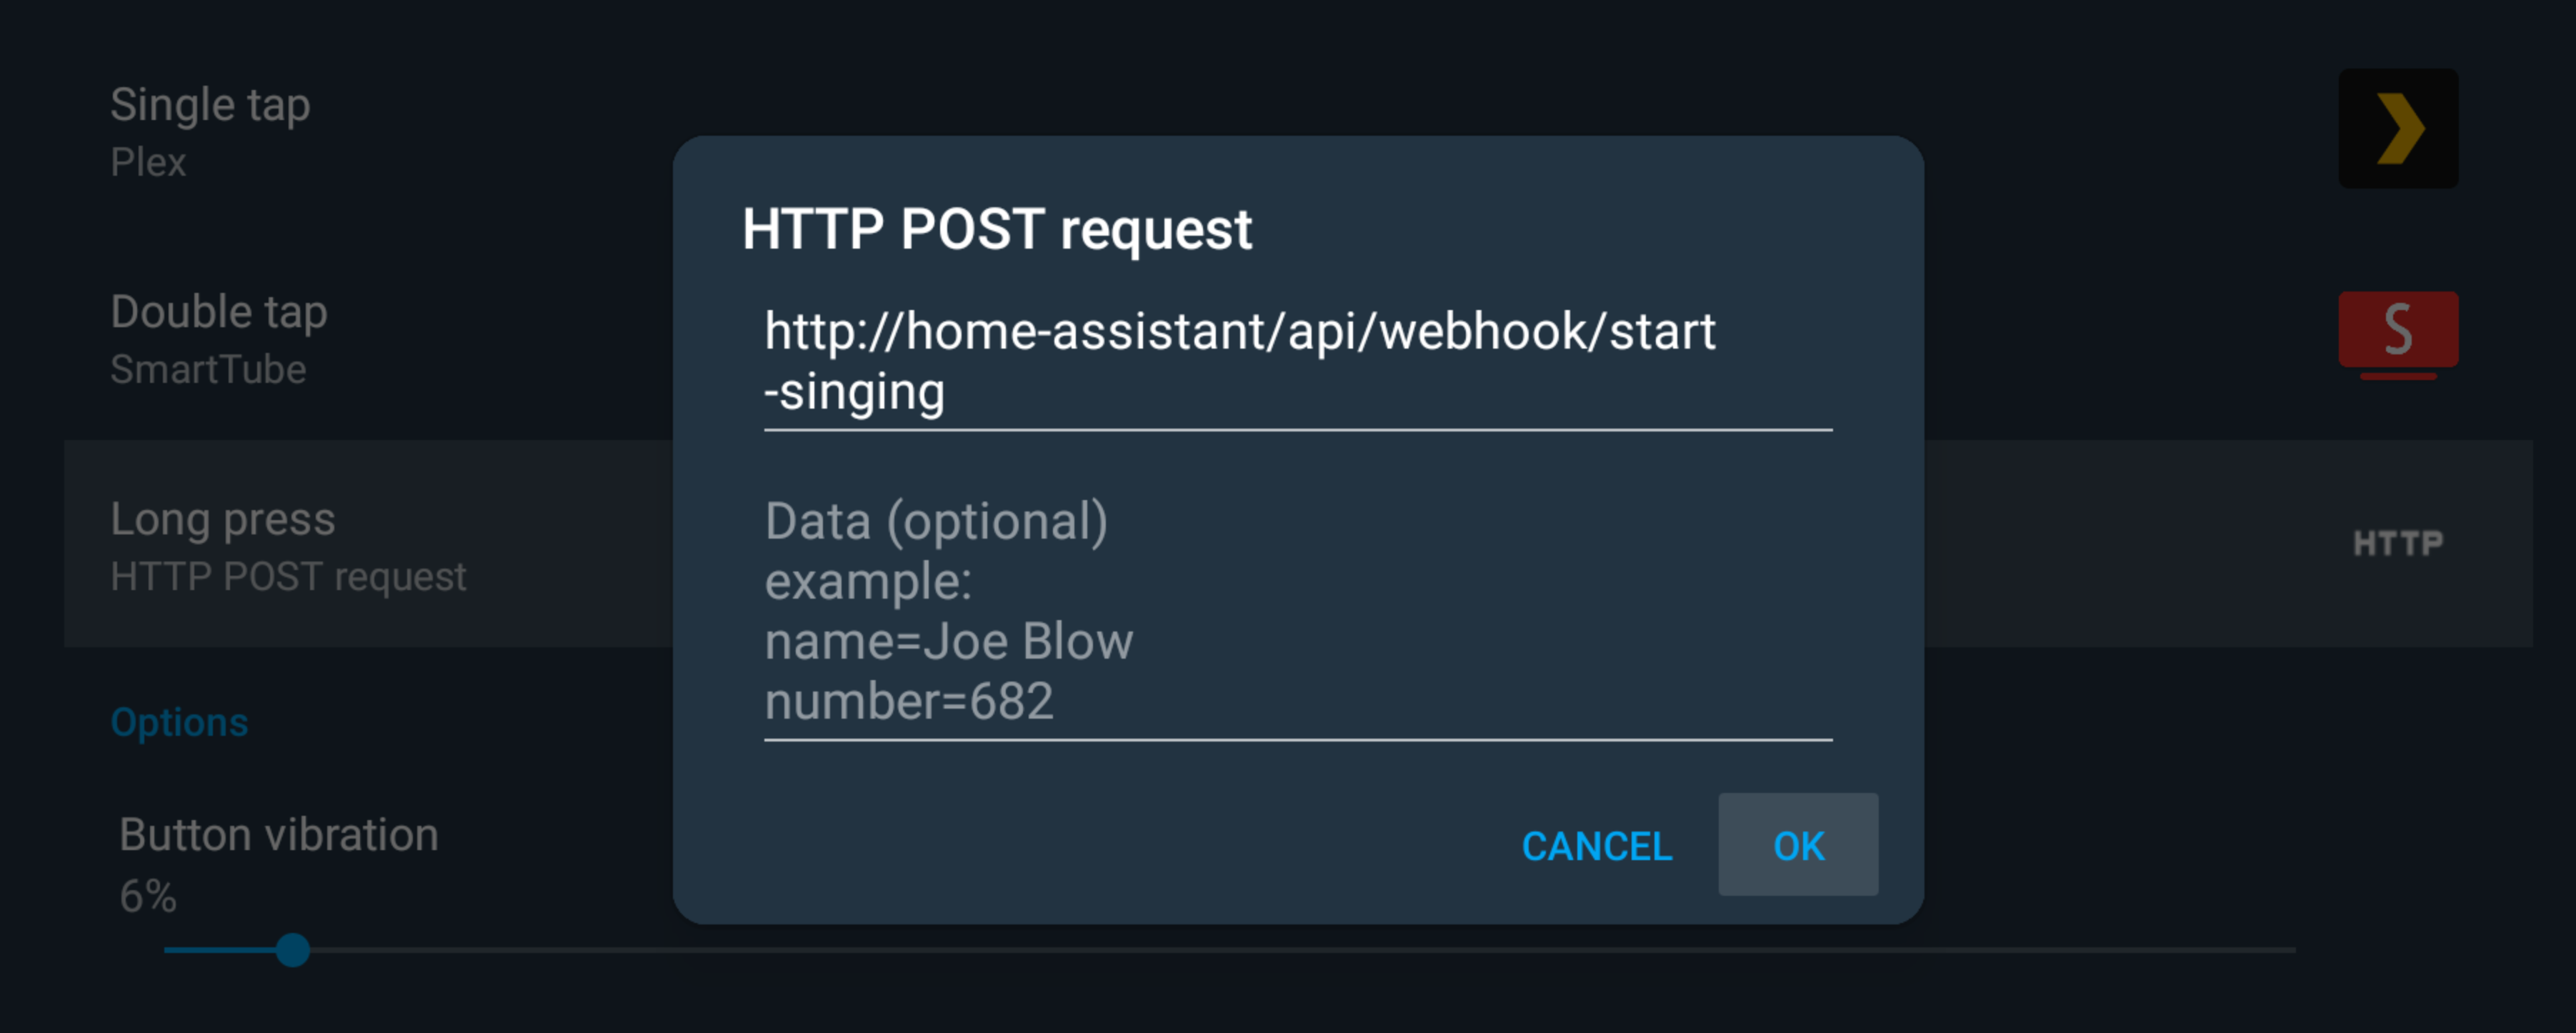 Single tap
Plex
Double tap
SmartTube
S
Long press
HTTP POST request
HTTP
Options
Button vibration
6%
HTTP POST request
http://home-assistant/api/webhook/start
-singing
Data (optional)
example:
name=Joe Blow
number=682
CANCEL
OK